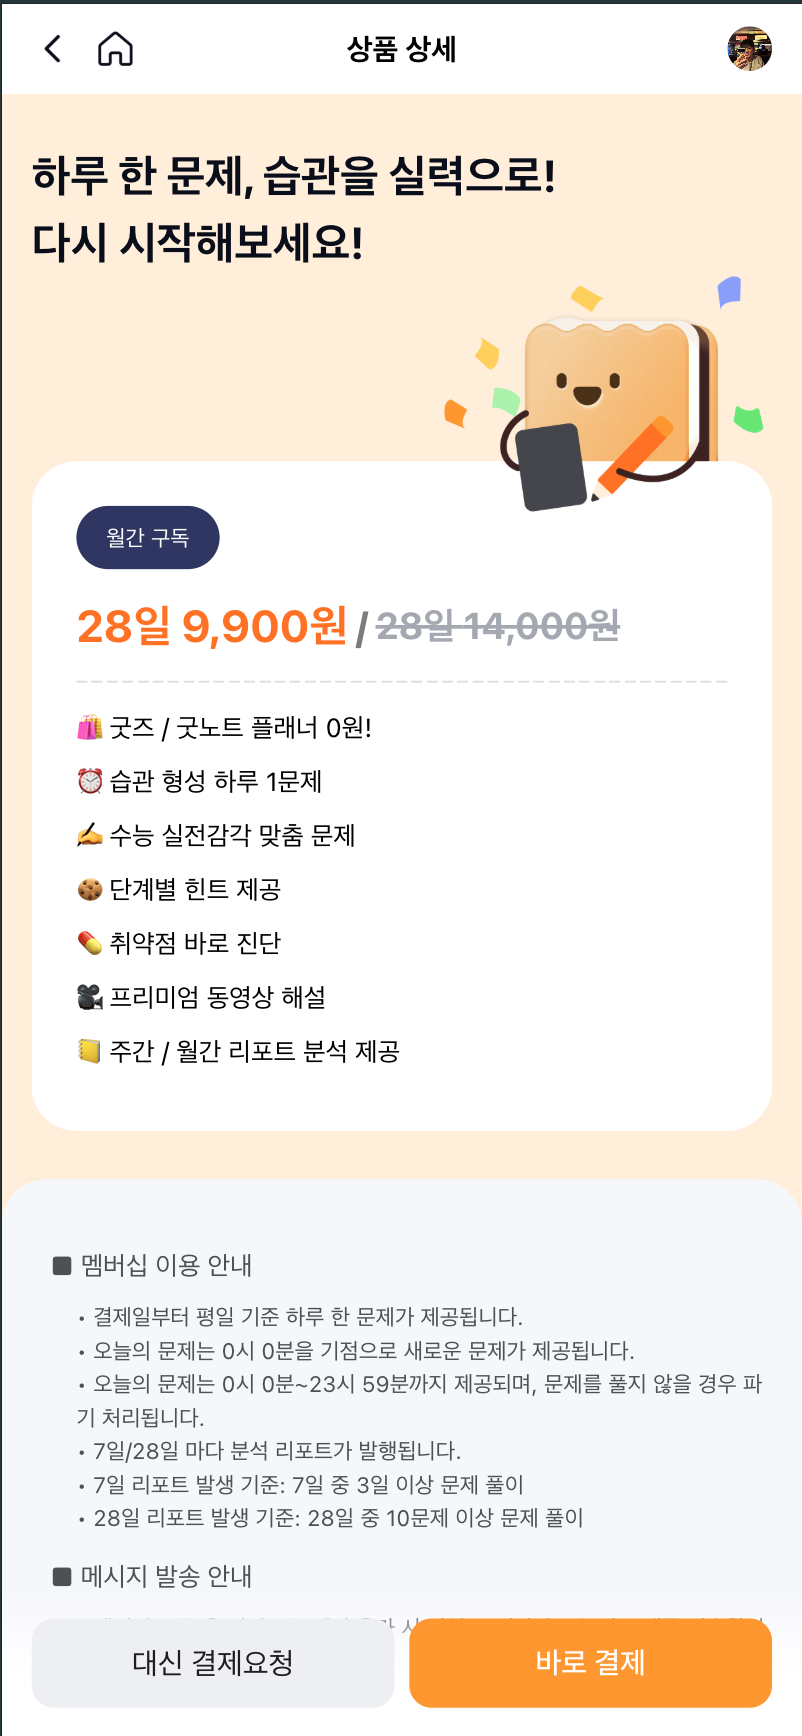 상품 상세
하루 한 문제, 습관을 실력으로!
다시 시작해보세요!
월간 구독
28일 9,900원 / 28일 14,000원
🛍️ 굿즈 / 굿노트 플래너 0원!
⏰ 습관 형성 하루 1문제
✍️ 수능 실전감각 맞춤 문제
🍪 단계별 힌트 제공
💊 취약점 바로 진단
🎥 프리미엄 동영상 해설
📒 주간 / 월간 리포트 분석 제공
■ 멤버십 이용 안내
• 결제일부터 평일 기준 하루 한 문제가 제공됩니다.
• 오늘의 문제는 0시 0분을 기점으로 새로운 문제가 제공됩니다.
• 오늘의 문제는 0시 0분~23시 59분까지 제공되며, 문제를 풀지 않을 경우 파
기 처리됩니다.
• 7일/28일 마다 분석 리포트가 발행됩니다.
• 7일 리포트 발생 기준: 7일 중 3일 이상 문제 풀이
• 28일 리포트 발생 기준: 28일 중 10문제 이상 문제 풀이
■ 메시지 발송 안내
대신 결제요청
바로 결제